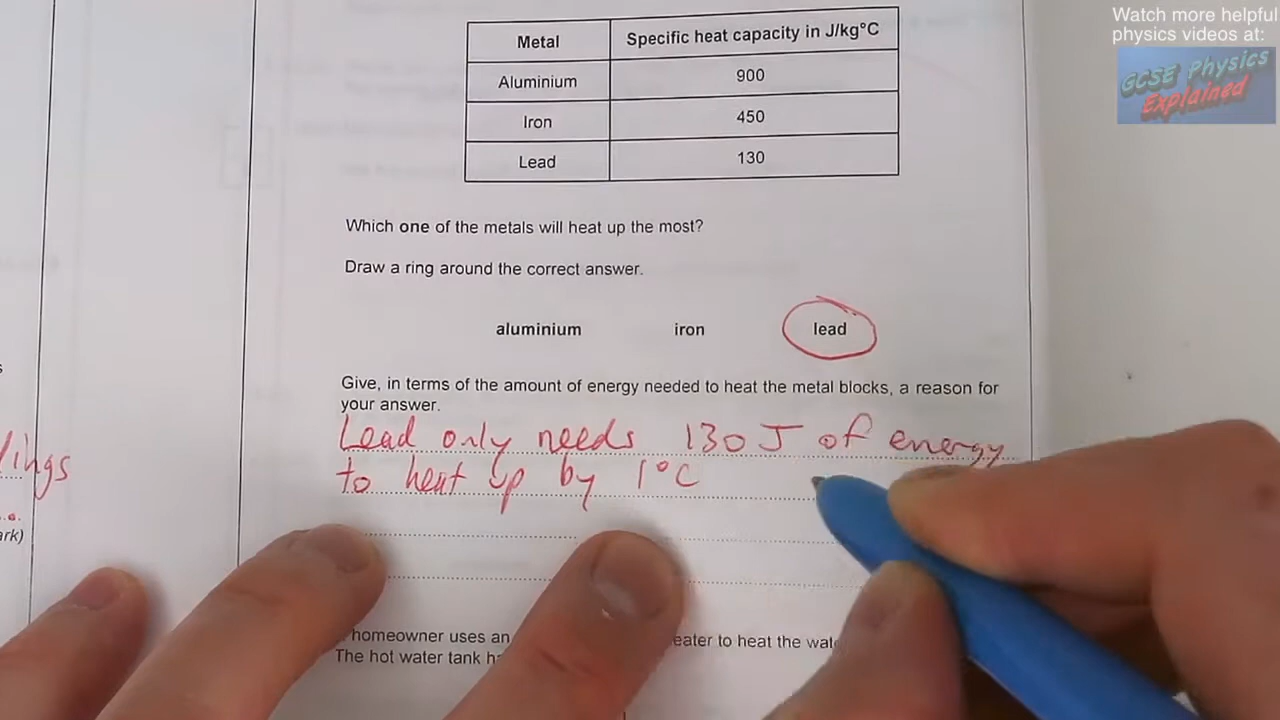 Watch more helpful
physics videos at:
GCSE Physics
Explained
Metal Specific heat capacity in J/kg°C
Aluminium 900
Iron 450
Lead 130
Which one of the metals will heat up the most?
Draw a ring around the correct answer.
aluminium iron lead
Give, in terms of the amount of energy needed to heat the metal blocks, a reason for
your answer.
Lead only needs 130 J of energy
to heat up by 1°C
homeowner uses an eater to heat the wat
The hot water tank h
lings
ark)